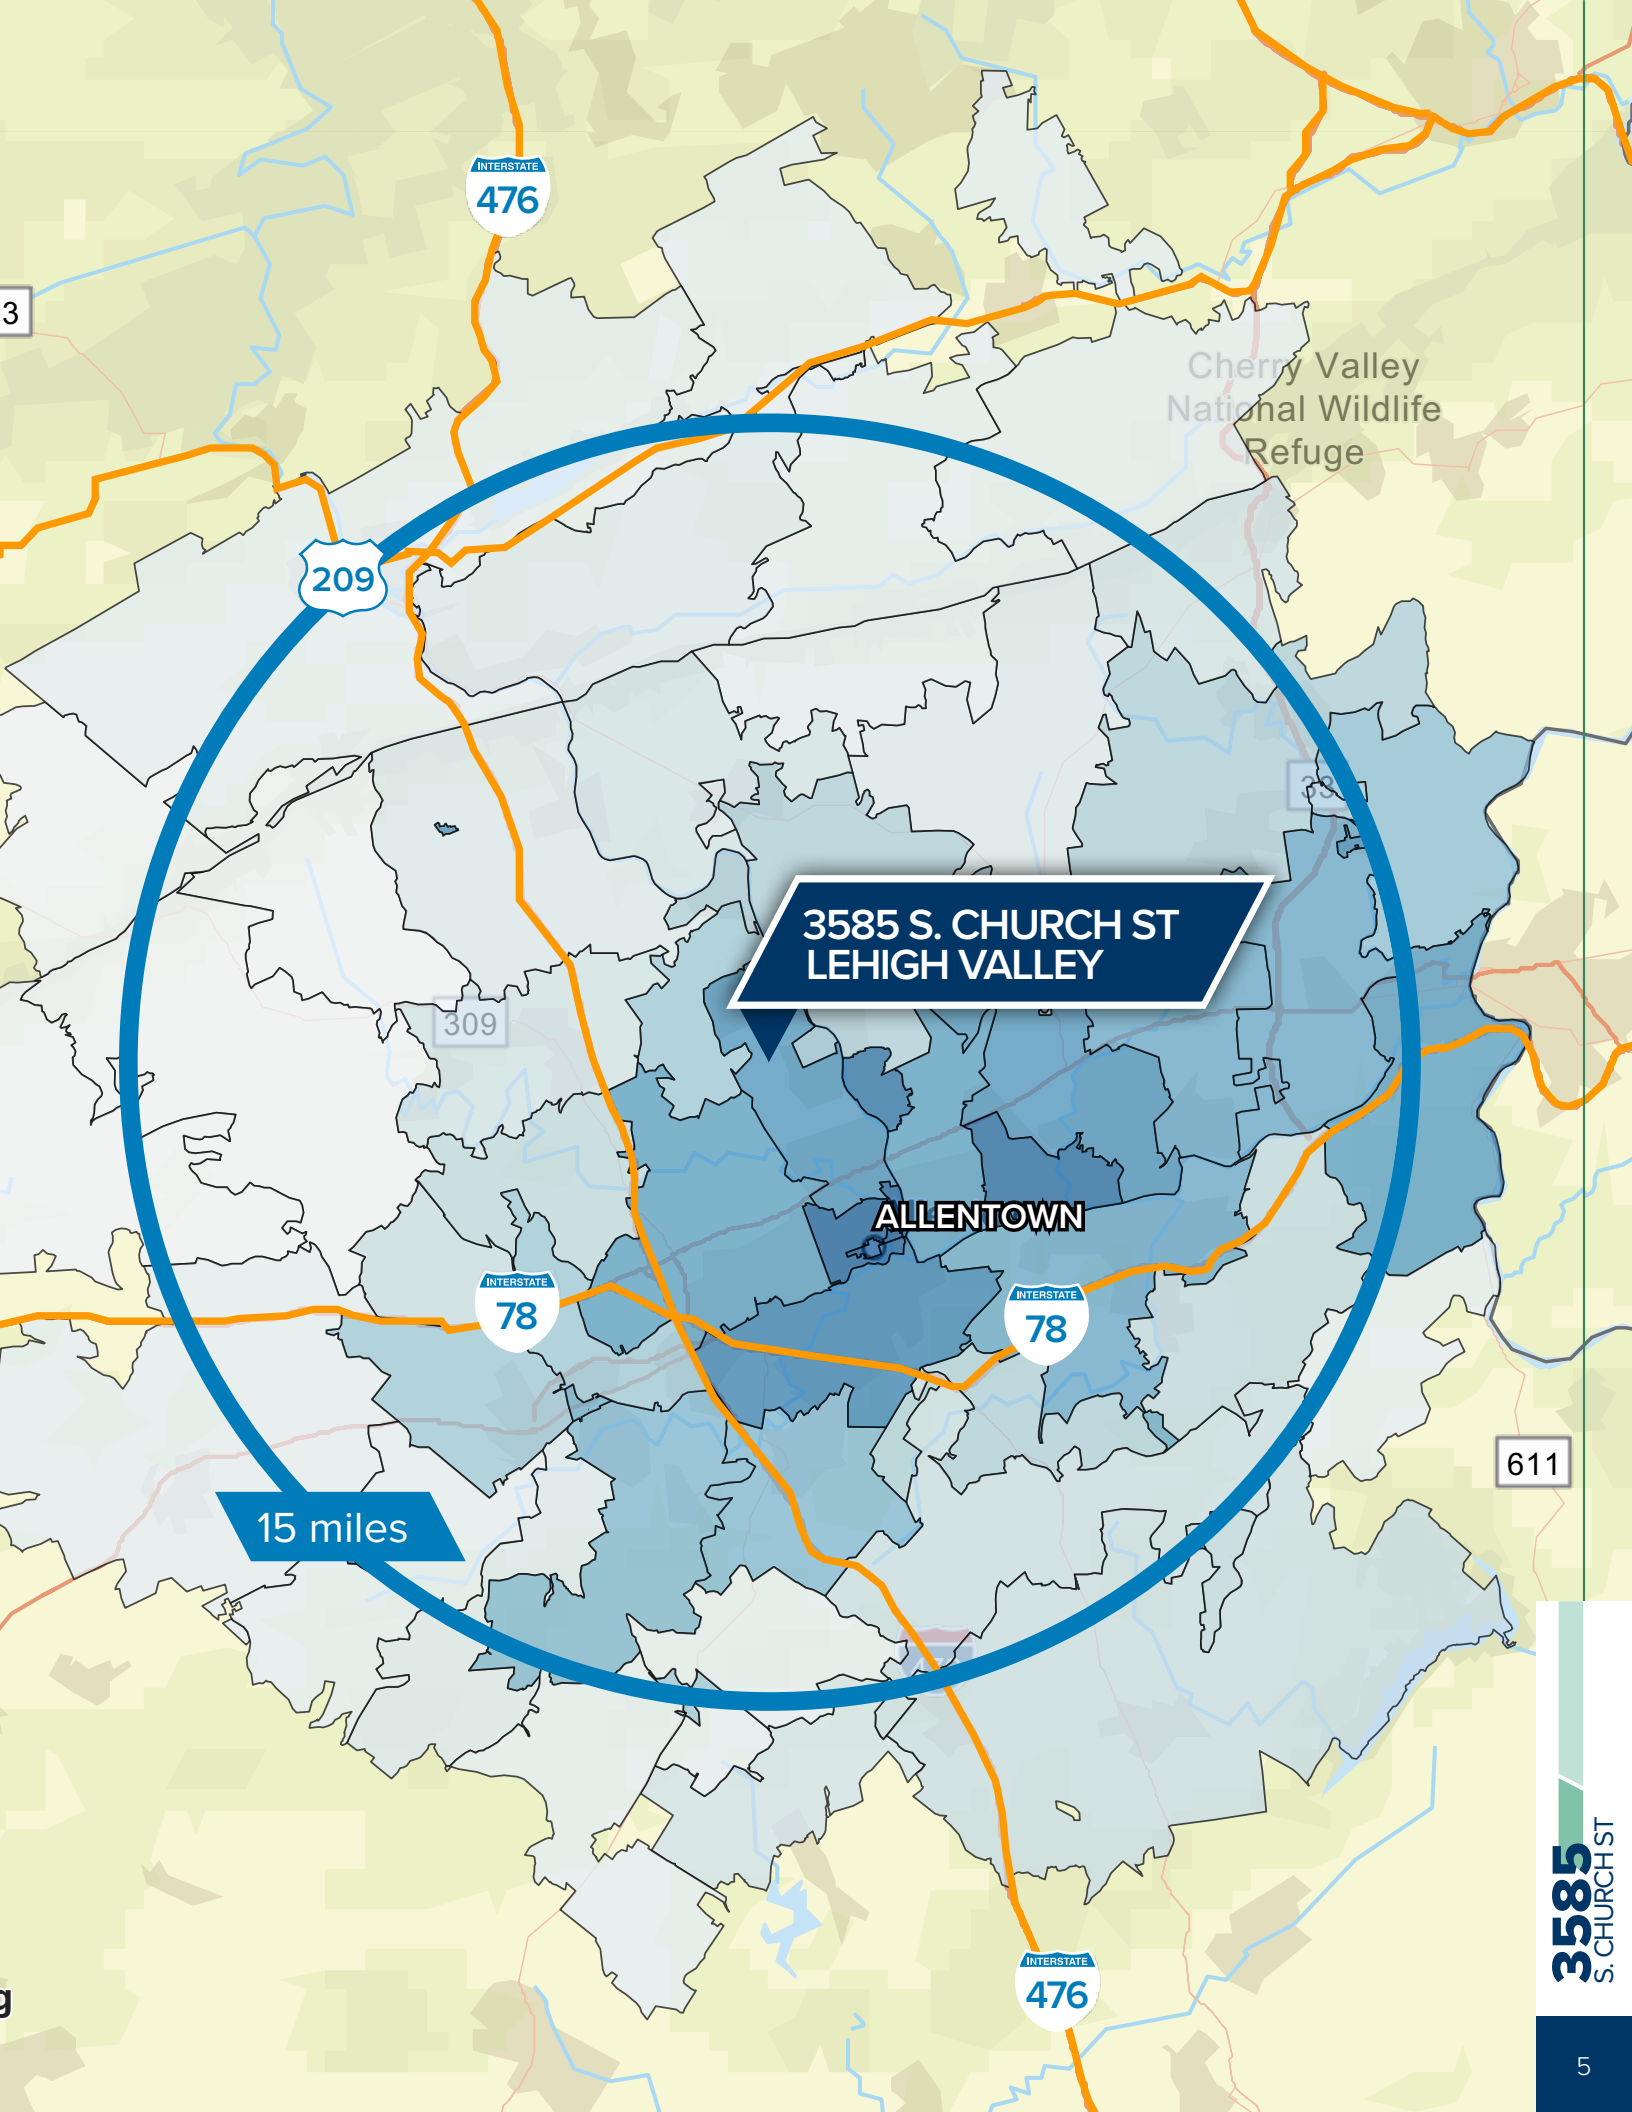 INTERSTATE
476
3
Cherry Valley
National Wildlife
Refuge
209
33
3585 S. CHURCH ST
LEHIGH VALLEY
309
ALLENTOWN
INTERSTATE
78
INTERSTATE
78
611
15 miles
3585
S. CHURCH ST
INTERSTATE
476
g
5